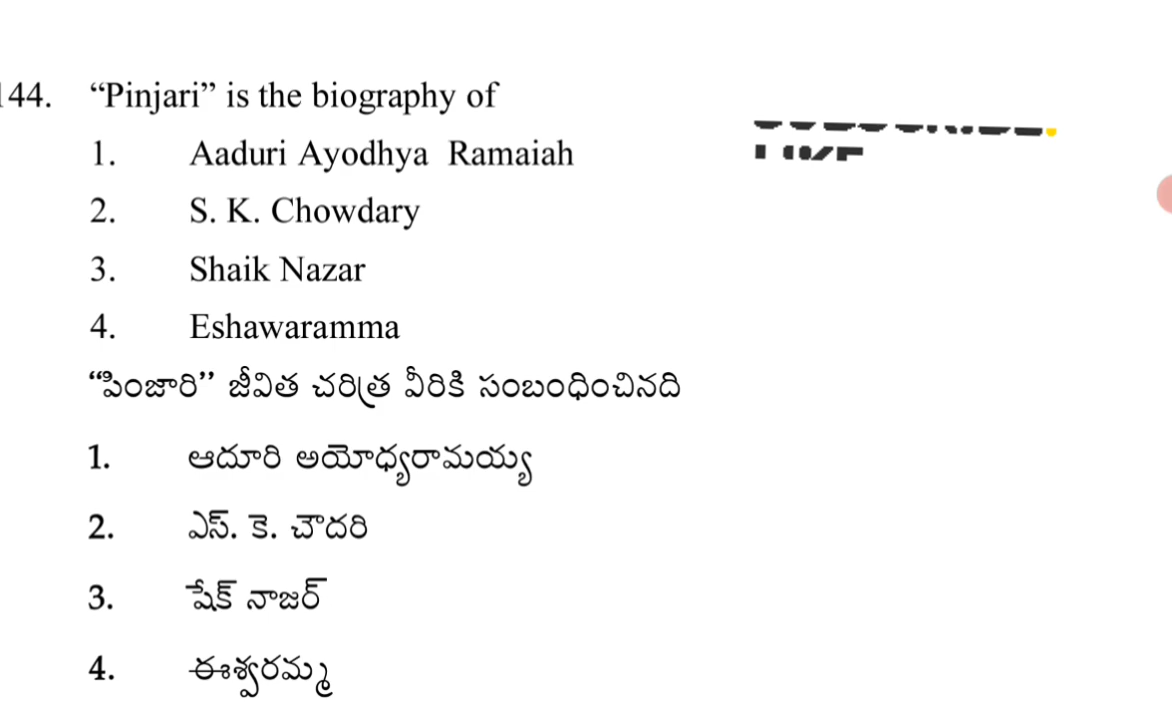 144. “Pinjari” is the biography of
1. Aaduri Ayodhya Ramaiah
2. S. K. Chowdary
3. Shaik Nazar
4. Eshawaramma
“పింజారి” జీవిత చరిత్ర వీరికి సంబంధించినది
1. ఆదూరి అయోధ్యరామయ్య
2. ఎస్. కె. చౌదరి
3. షేక్ నాజర్
4. ఈశ్వరమ్మ